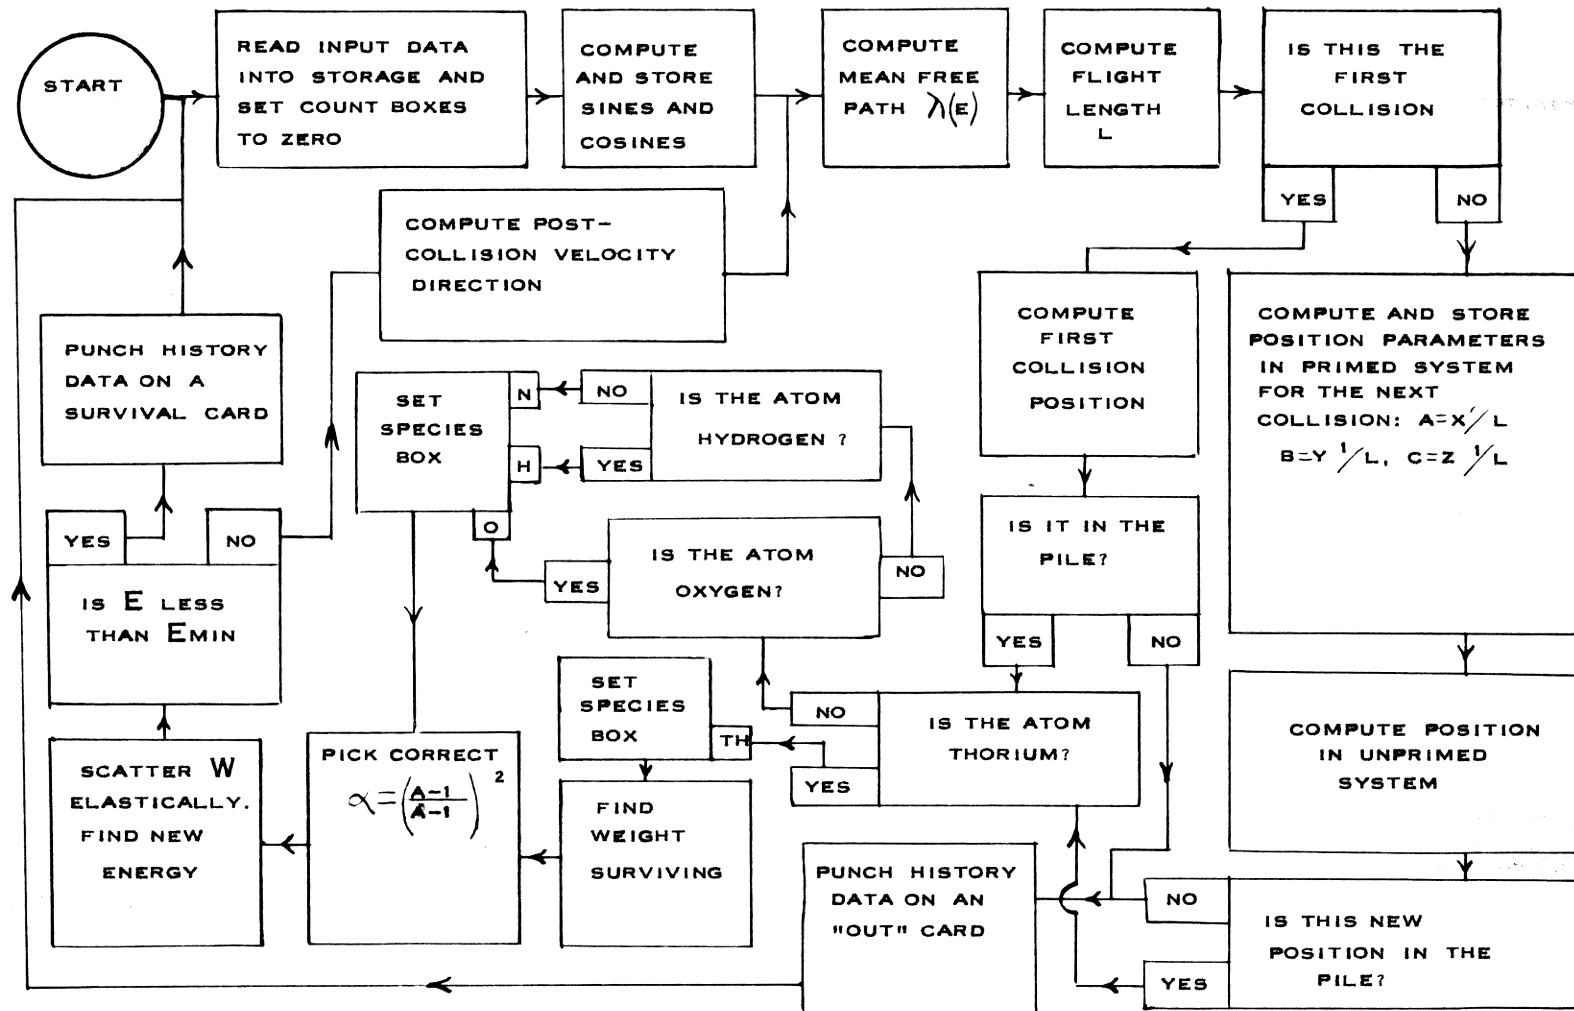 START
READ INPUT DATA
INTO STORAGE AND
SET COUNT BOXES
TO ZERO
COMPUTE
AND STORE
SINES AND
COSINES
COMPUTE
MEAN FREE
PATH λ(E)
COMPUTE
FLIGHT
LENGTH
L
IS THIS THE
FIRST
COLLISION
YES
NO
COMPUTE POST-
COLLISION VELOCITY
DIRECTION
COMPUTE
FIRST
COLLISION
POSITION
COMPUTE AND STORE
POSITION PARAMETERS
IN PRIMED SYSTEM
FOR THE NEXT
COLLISION: A=X'/L
B=Y 1/L, C=Z 1/L
PUNCH HISTORY
DATA ON A
SURVIVAL CARD
SET
SPECIES
BOX
N
H
O
NO
YES
IS THE ATOM
HYDROGEN ?
IS IT IN THE
PILE?
YES
NO
YES
NO
IS E LESS
THAN EMIN
YES
IS THE ATOM
OXYGEN?
NO
SET
SPECIES
BOX
TH
NO
YES
IS THE ATOM
THORIUM?
COMPUTE POSITION
IN UNPRIMED
SYSTEM
SCATTER W
ELASTICALLY.
FIND NEW
ENERGY
PICK CORRECT
α=(A-1/A-1)2
FIND
WEIGHT
SURVIVING
PUNCH HISTORY
DATA ON AN
"OUT" CARD
NO
YES
IS THIS NEW
POSITION IN THE
PILE?